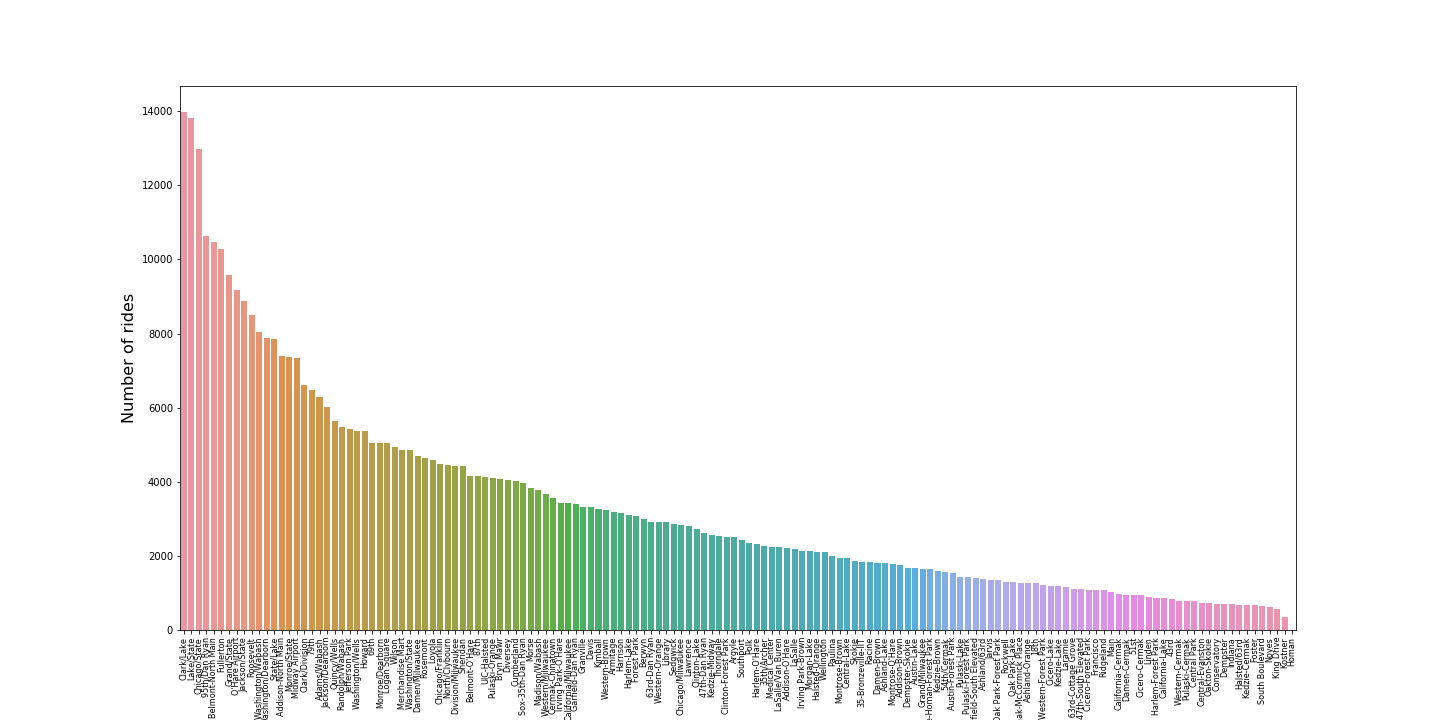 14000
12000
10000
8000
6000
4000
2000
0
Number of rides
Clark/Lake
Lake/State
Chicago/State
95th/Dan Ryan
Belmont-North Main
Fullerton
Grand/State
O'Hare Airport
Jackson/State
Roosevelt
Washington/Wabash
State/Lake
Addison-North Main
Monroe/State
Midway Airport
Clark/Division
79th
Adams/Wabash
Jackson/Dearborn
Quincy/Wells
Randolph/Wabash
Jefferson Park
Washington/Wells
Howard
69th
Monroe/Dearborn
Logan Square
Wilson
Merchandise Mart
Washington/State
Damen/Milwaukee
Rosemont
Loyola
Chicago/Franklin
North/Clybourn
Division/Milwaukee
Sheridan
Belmont-O'Hare
87th
UIC-Halsted
Pulaski-Orange
Bryn Mawr
Diversey
Cumberland
Sox-35th-Dan Ryan
Morse
Madison/Wabash
Western/Milwaukee
Cermak-Chinatown
Irving Park-O'Hare
California/Milwaukee
Garfield-Dan Ryan
Granville
Davis
Kimball
Western-Brown
Armitage
Harrison
Harlem-Lake
Forest Park
Berwyn
63rd-Dan Ryan
Western-Orange
Library
Sedgwick
Chicago/Milwaukee
Lawrence
Clinton-Lake
47th-Dan Ryan
Kedzie-Midway
Thorndale
Clinton-Forest Park
Argyle
Southport
Polk
Harlem-O'Hare
35th/Archer
Medical Center
LaSalle/Van Buren
Addison-O'Hare
LaSalle
Irving Park-Brown
Morgan-Lake
Halsted-Orange
Wellington
Paulina
Montrose-Brown
Central-Lake
Skokie
35-Bronzeville-IIT
Racine
Damen-Brown
Ashland-Lake
Montrose-O'Hare
Addison-Brown
Dempster-Skokie
Austin-Lake
Grand/Milwaukee
Kedzie-Brown
54th/Cermak
Austin-Forest Park
Pulaski-Lake
Pulaski-Forest Park
Ashland/63rd
Jarvis
Oak Park-Forest Park
Rockwell
Oak Park-Lake
Ashland-Orange
18th
Western-Forest Park
Cicero-Lake
Kedzie-Lake
Laramie
63rd-Cottage Grove
47th-South Elevated
Cicero-Forest Park
Francisco
Ridgeland
Main
California-Cermak
Damen-Cermak
51st
Cicero-Cermak
Linden
Harlem-Forest Park
California-Lake
43rd
Western-Cermak
Pulaski-Cermak
Central Park
Central-Evanston
Oakton-Skokie
Conservatory
Dempster
Indiana
Halsted/63rd
Kedzie-Cermak
Foster
South Boulevard
Noyes
King Drive
Kostner
Homan